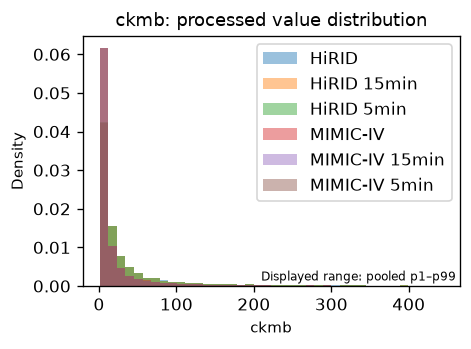 ckmb: processed value distribution
Density
0.06
0.05
0.04
0.03
0.02
0.01
0.00
HiRID
HiRID 15min
HiRID 5min
MIMIC-IV
MIMIC-IV 15min
MIMIC-IV 5min
Displayed range: pooled p1–p99
0 100 200 300 400
ckmb